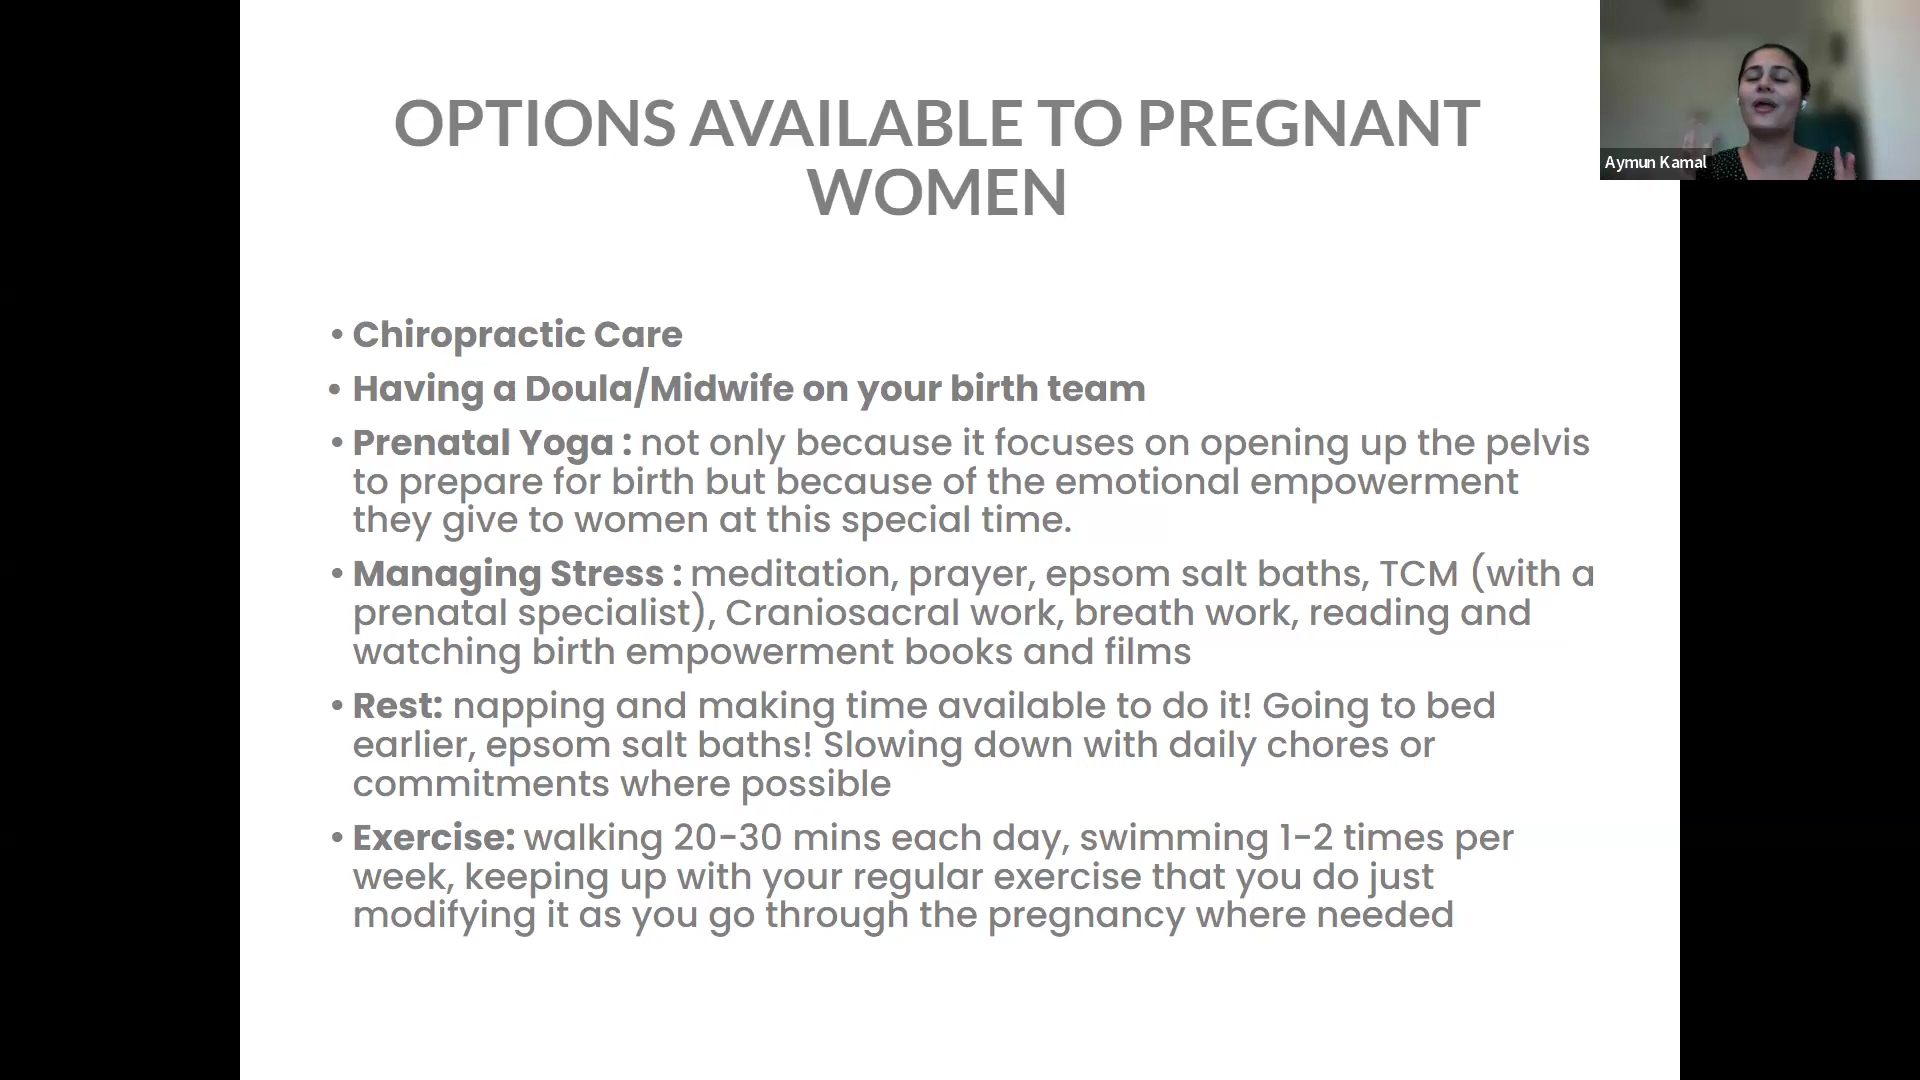 OPTIONS AVAILABLE TO PREGNANT
WOMEN
Aymun Kamal
• Chiropractic Care
• Having a Doula/Midwife on your birth team
• Prenatal Yoga : not only because it focuses on opening up the pelvis
to prepare for birth but because of the emotional empowerment
they give to women at this special time.
• Managing Stress : meditation, prayer, epsom salt baths, TCM (with a
prenatal specialist), Craniosacral work, breath work, reading and
watching birth empowerment books and films
• Rest: napping and making time available to do it! Going to bed
earlier, epsom salt baths! Slowing down with daily chores or
commitments where possible
• Exercise: walking 20-30 mins each day, swimming 1-2 times per
week, keeping up with your regular exercise that you do just
modifying it as you go through the pregnancy where needed